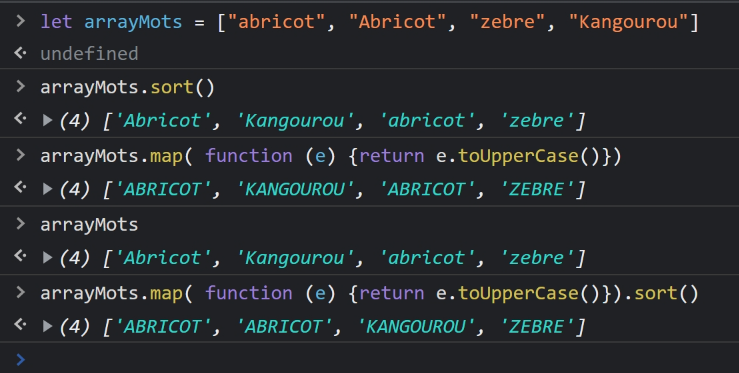 > let arrayMots = ["abricot", "Abricot", "zebre", "Kangourou"]
<· undefined
> arrayMots.sort()
<· ▶(4) ['Abricot', 'Kangourou', 'abricot', 'zebre']
> arrayMots.map( function (e) {return e.toUpperCase()})
<· ▶(4) ['ABRICOT', 'KANGOUROU', 'ABRICOT', 'ZEBRE']
> arrayMots
<· ▶(4) ['Abricot', 'Kangourou', 'abricot', 'zebre']
> arrayMots.map( function (e) {return e.toUpperCase()}).sort()
<· ▶(4) ['ABRICOT', 'ABRICOT', 'KANGOUROU', 'ZEBRE']
>